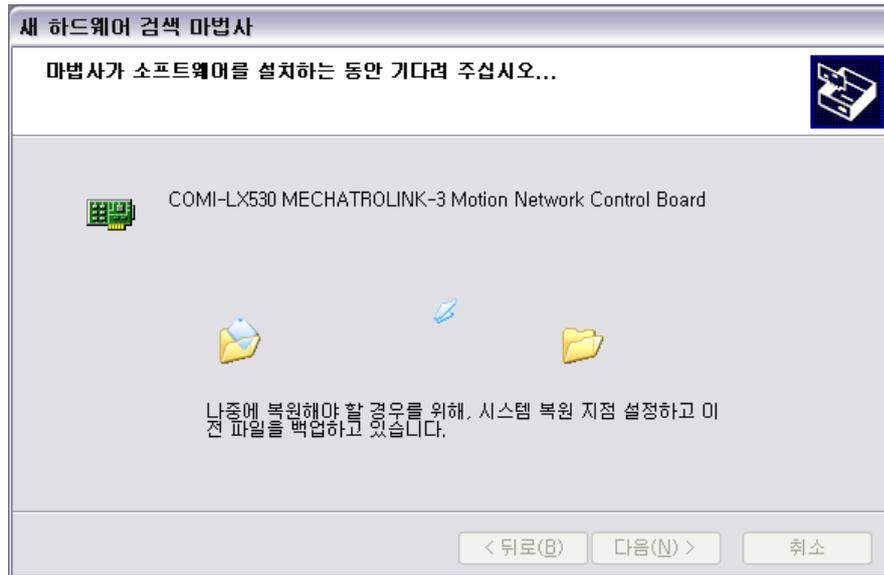 새 하드웨어 검색 마법사
마법사가 소프트웨어를 설치하는 동안 기다려 주십시오...
COMI-LX530 MECHATROLINK-3 Motion Network Control Board
나중에 복원해야 할 경우를 위해, 시스템 복원 지점 설정하고 이
전 파일을 백업하고 있습니다.
< 뒤로(B) 다음(N) > 취소